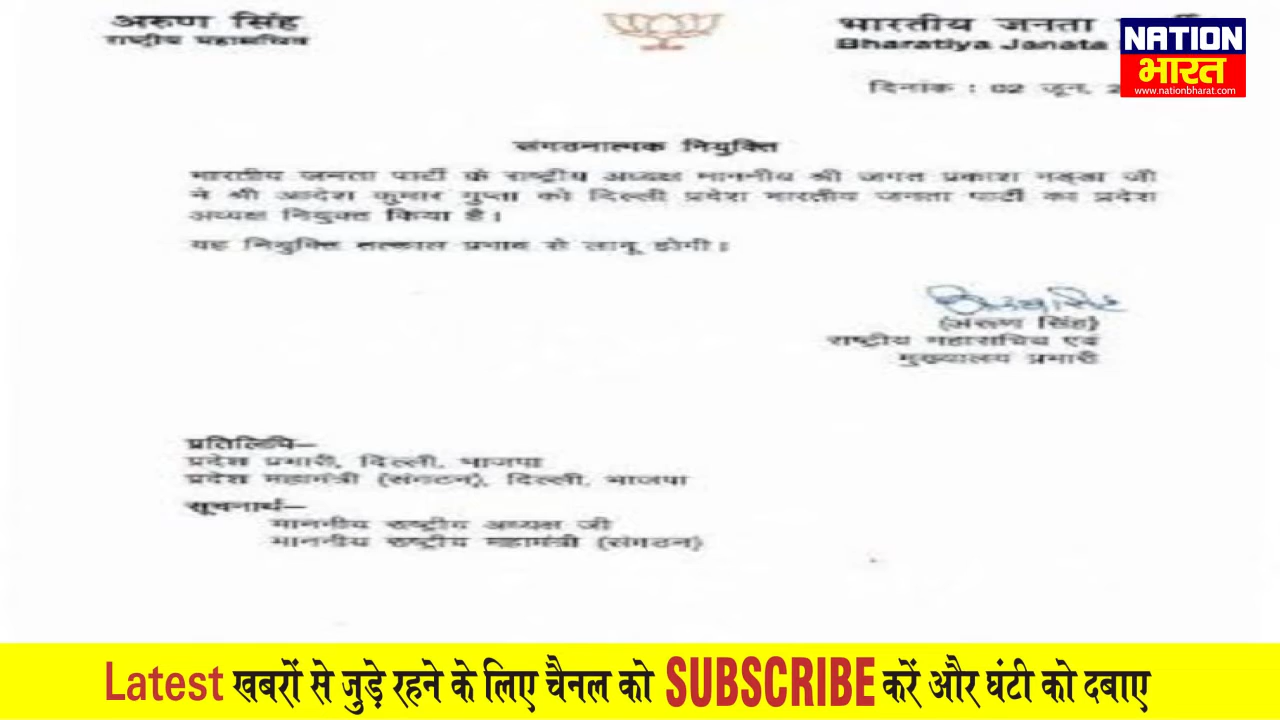 अरुण सिंह
राष्ट्रीय महासचिव
भारतीय जनता
Bharatiya Janata
NATION
भारत
www.nationbharat.com
दिनांक : 02 जून,
संगठनात्मक नियुक्ति
भारतीय जनता पार्टी के राष्ट्रीय अध्यक्ष माननीय श्री जगत प्रकाश नड्डा जी
ने श्री आदेश कुमार गुप्ता को दिल्ली प्रदेश भारतीय जनता पार्टी का प्रदेश
अध्यक्ष नियुक्त किया है।
यह नियुक्ति तत्काल प्रभाव से लागू होगी।
(अरूण सिंह)
राष्ट्रीय महासचिव एवं
मुख्यालय प्रभारी
प्रतिलिपि–
प्रदेश प्रभारी, दिल्ली, भाजपा
प्रदेश महामंत्री (संगठन), दिल्ली, भाजपा
सूचनार्थ–
माननीय राष्ट्रीय अध्यक्ष जी
माननीय राष्ट्रीय महामंत्री (संगठन)
Latest खबरों से जुड़े रहने के लिए चैनल को SUBSCRIBE करें और घंटी को दबाए